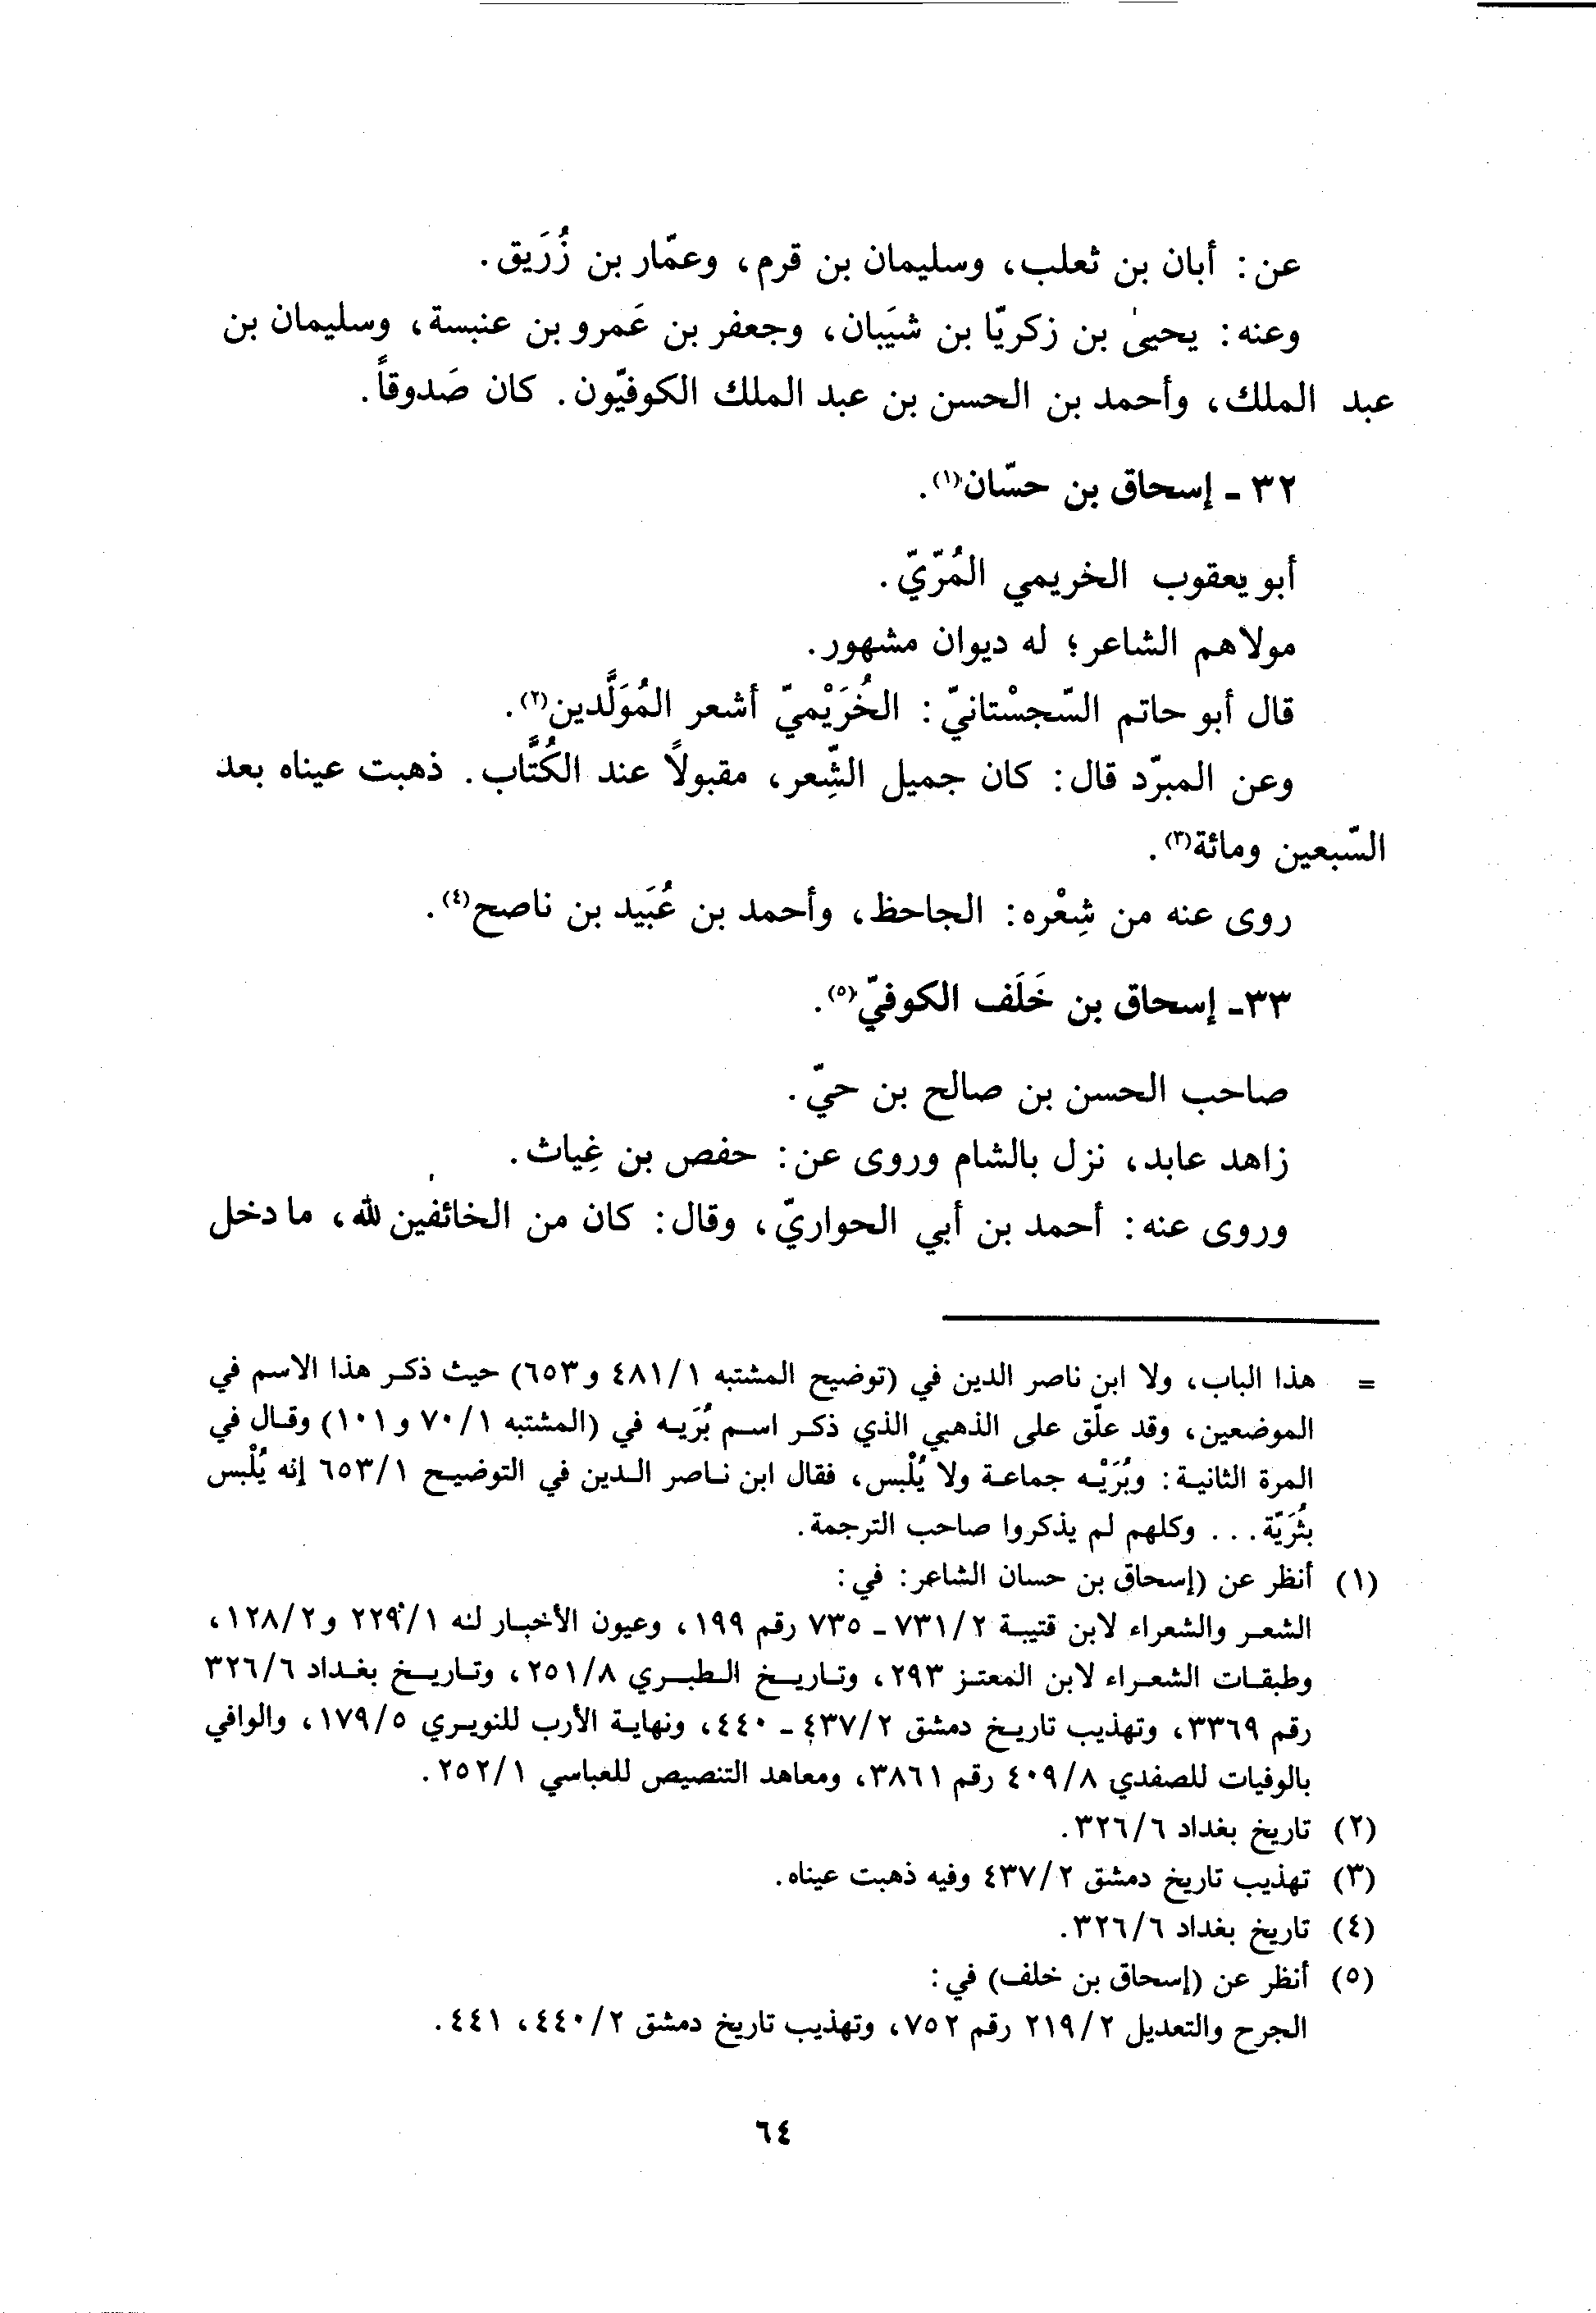 عن: أبان بن ثعلب، وسليمان بن قرم، وعمّار بن زُرَيق.
وعنه: يحيىٰ بن زكريّا بن شيَبان، وجعفر بن عَمرو بن عنبسة، وسليمان بن
عبد الملك، وأحمد بن الحسن بن عبد الملك الكوفيّون. كان صَدوقاً.
٣٢ ـ إسحاق بن حسّان(١).
أبو يعقوب الخريمي المُرّيّ.
مولاهم الشاعر؛ له ديوان مشهور.
قال أبو حاتم السّجسْتانيّ: الخُرَيْميّ أشعر المُوَلَّدين(٢).
وعن المبرّد قال: كان جميل الشِّعر، مقبولاً عند الكُتَّاب. ذهبت عيناه بعد
السّبعين ومائة(٣).
روى عنه من شِعْره: الجاحظ، وأحمد بن عُبَيد بن ناصح(٤).
٣٣ـ إسحاق بن خَلَف الكوفيّ(٥).
صاحب الحسن بن صالح بن حيّ.
زاهد عابد، نزل بالشام وروى عن: حفص بن غِياث.
وروى عنه: أحمد بن أبي الحواريّ، وقال: كان من الخائفين لله، ما دخل
= هذا الباب، ولا ابن ناصر الدين في (توضيح المشتبه ٤٨١/١ و٦٥٣) حيث ذكر هذا الاسم في
الموضعين، وقد علّق على الذهبي الذي ذكر اسم بُرَيه في (المشتبه ٧٠/١ و ١٠١) وقال في
المرة الثانية: وبُرَيْه جماعة ولا يُلْبس، فقال ابن ناصر الدين في التوضيح ٦٥٣/١ إنه يُلْبس
بثُرَيّة... وكلهم لم يذكروا صاحب الترجمة.
(١) أنظر عن (إسحاق بن حسان الشاعر: في:
الشعر والشعراء لابن قتيبة ٧٣١/٢ ـ ٧٣٥ رقم ١٩٩، وعيون الأخبار له ٢٢٩/١ و١٢٨/٢،
وطبقات الشعراء لابن المعتز ٢٩٣، وتاريخ الطبري ٢٥١/٨، وتاريخ بغداد ٣٢٦/٦
رقم ٣٣٦٩، وتهذيب تاريخ دمشق ٤٣٧/٢ ـ ٤٤٠، ونهاية الأرب للنويري ١٧٩/٥، والوافي
بالوفيات للصفدي ٤٠٩/٨ رقم ٣٨٦١، ومعاهد التنصيص للعباسي ٢٥٢/١.
(٢) تاريخ بغداد ٣٢٦/٦.
(٣) تهذيب تاريخ دمشق ٤٣٧/٢ وفيه ذهبت عيناه.
(٤) تاريخ بغداد ٣٢٦/٦.
(٥) أنظر عن (إسحاق بن خلف) في:
الجرح والتعديل ٢١٩/٢ رقم ٧٥٢، وتهذيب تاريخ دمشق ٤٤٠/٢، ٤٤١.
٦٤